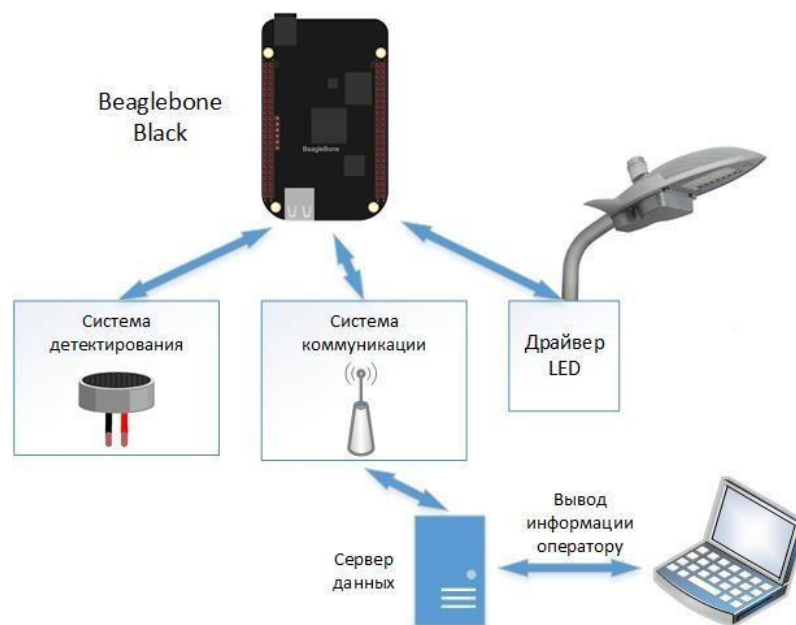 Beaglebone
Black
BeagleBone
Система
детектирования
Система
коммуникации
Драйвер
LED
Вывод
информации
оператору
Сервер
данных